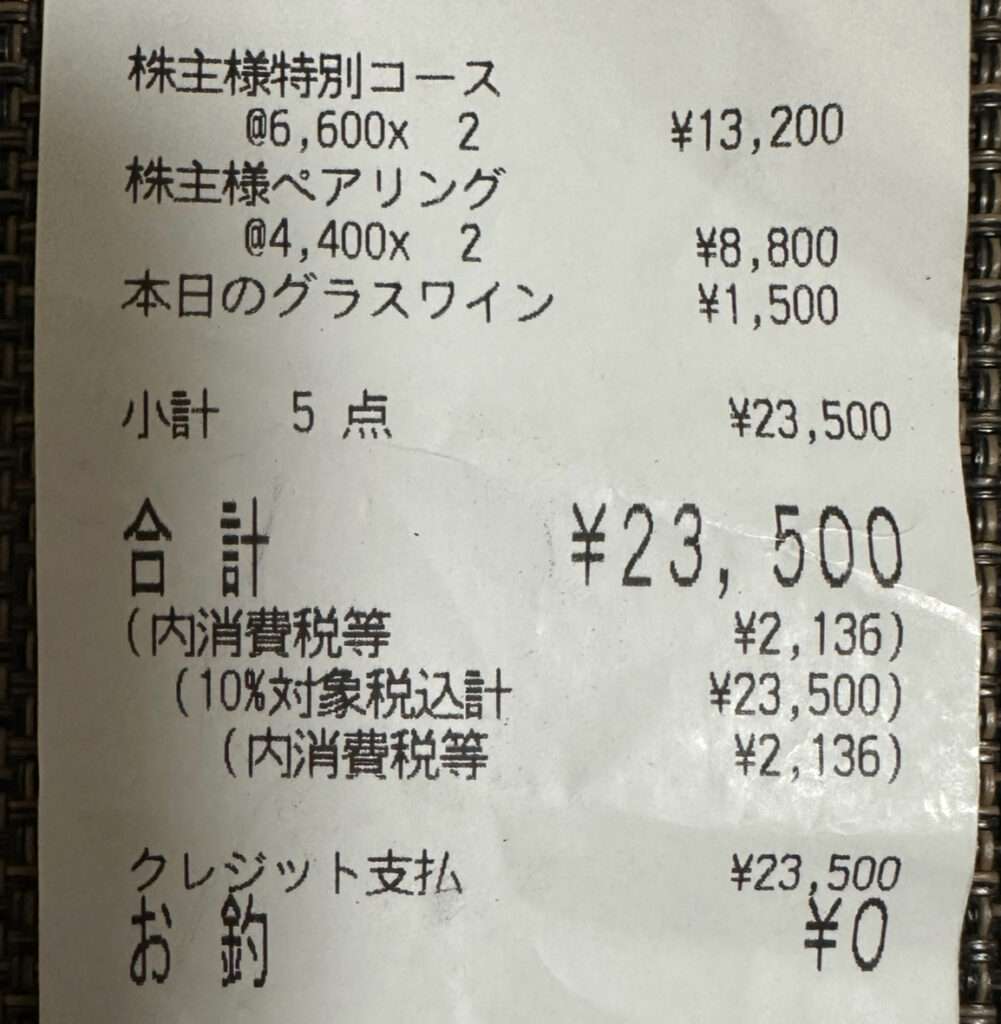 株主様特別コース
@6,600x 2 ¥13,200
株主様ペアリング
@4,400x 2 ¥8,800
本日のグラスワイン ¥1,500
小計 5 点 ¥23,500
合 計 ¥23,500
(内消費税等 ¥2,136)
(10%対象税込計 ¥23,500)
(内消費税等 ¥2,136)
クレジット支払 ¥23,500
お 釣 ¥0